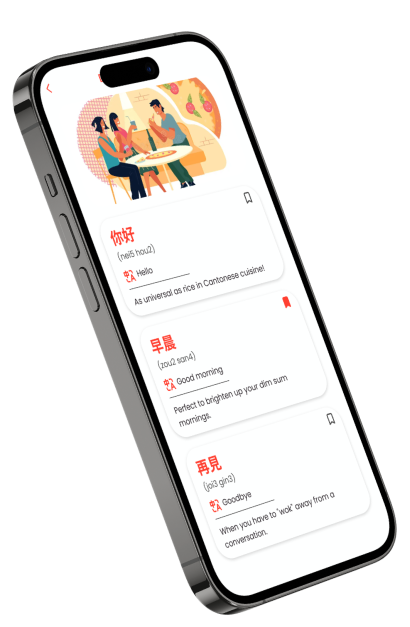 你好
(nei5 hou2)
Hello
As universal as rice in Cantonese cuisine!
早晨
(zou2 san4)
Good morning
Perfect to brighten up your dim sum
mornings.
再見
(joi3 gin3)
Goodbye
When you have to "wok" away from a
conversation.